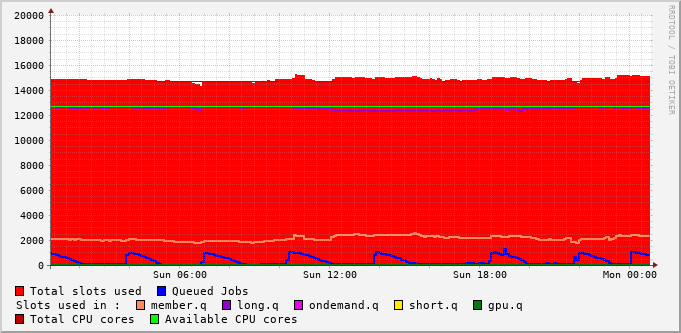 20000
18000
16000
14000
12000
10000
8000
6000
4000
2000
0
Sun 06:00 Sun 12:00 Sun 18:00 Mon 00:00
RRDTOOL / TOBI OETIKER
Total slots used Queued Jobs
Slots used in : member.q long.q ondemand.q short.q gpu.q
Total CPU cores Available CPU cores